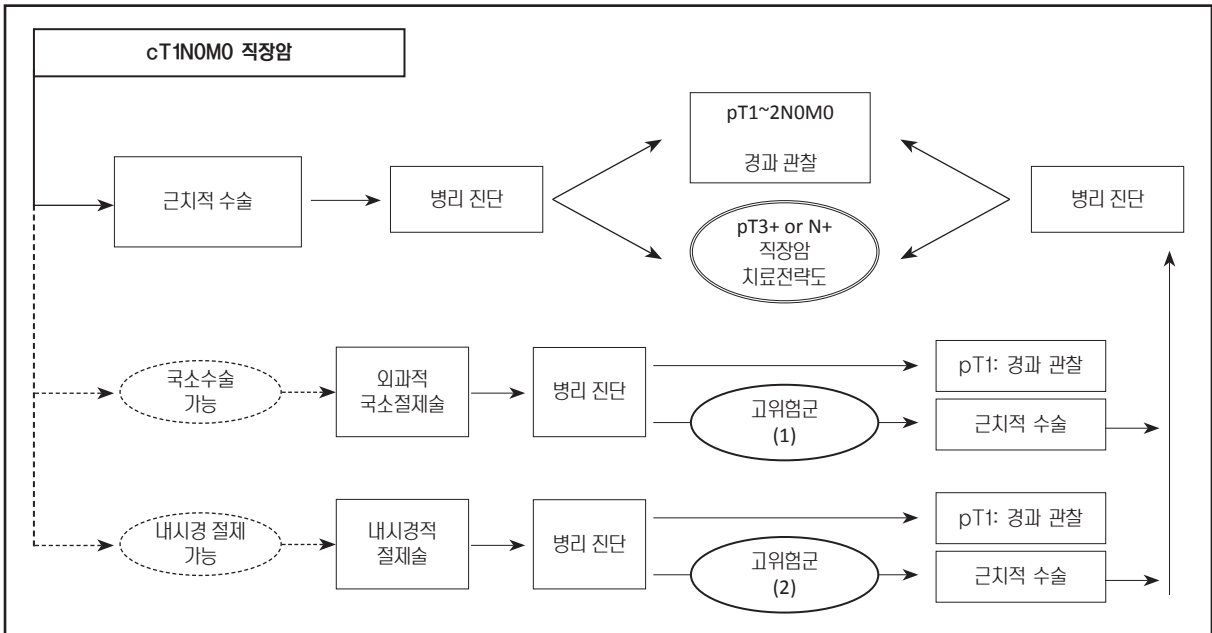 cT1N0M0 직장암
근치적 수술
병리 진단
pT1~2N0M0
경과 관찰
pT3+ or N+
직장암
치료전략도
병리 진단
국소수술
가능
외과적
국소절제술
병리 진단
고위험군
(1)
pT1: 경과 관찰
근치적 수술
내시경 절제
가능
내시경적
절제술
병리 진단
고위험군
(2)
pT1: 경과 관찰
근치적 수술